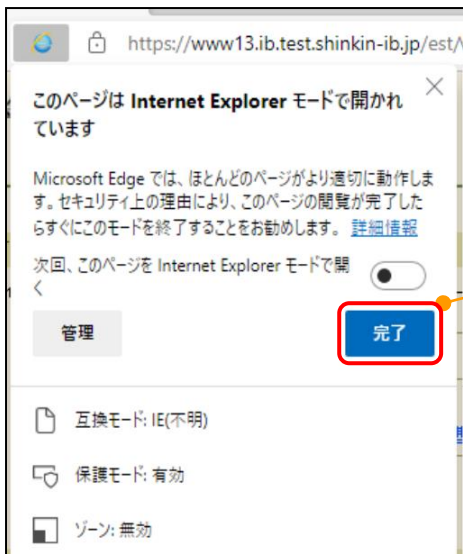 https://www13.ib.test.shinkin-ib.jp/est/
このページは Internet Explorer モードで開かれ
ています
Microsoft Edge では、ほとんどのページがより適切に動作しま
す。セキュリティ上の理由により、このページの閲覧が完了した
らすぐにこのモードを終了することをお勧めします。 詳細情報
次回、このページを Internet Explorer モードで開
く
管理
完了
互換モード: IE(不明)
保護モード: 有効
ゾーン: 無効